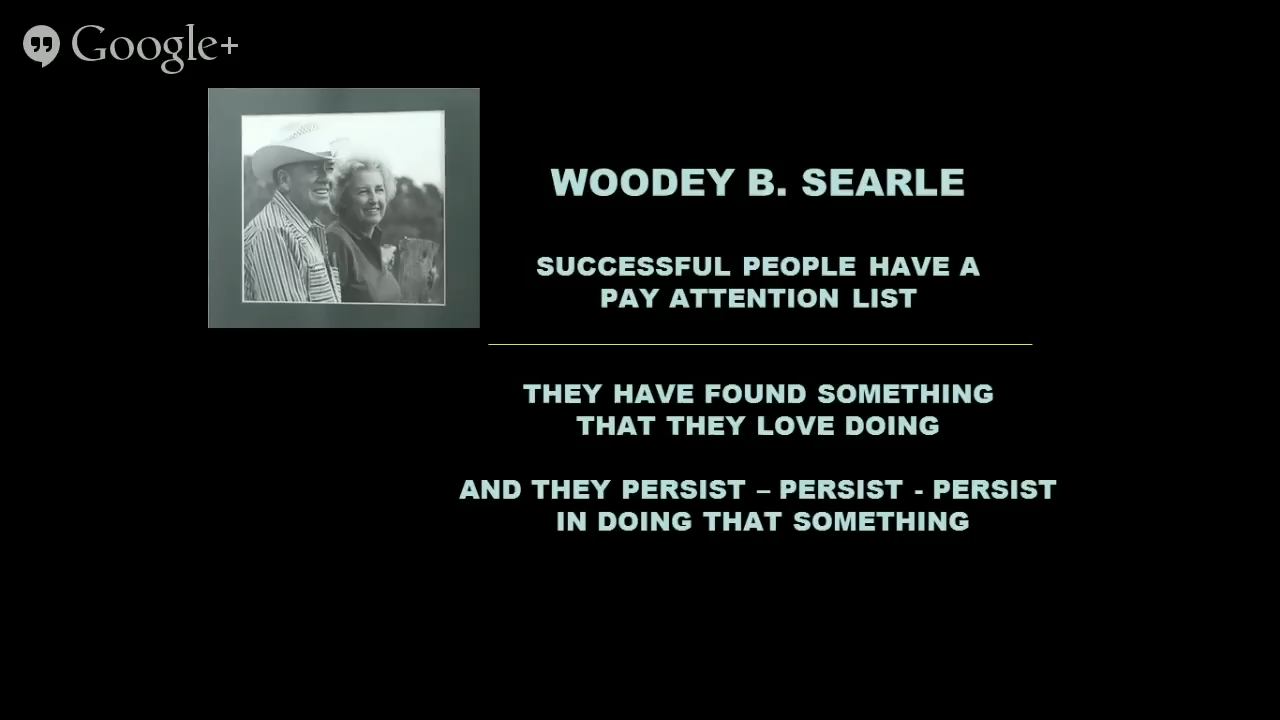 Google+
WOODEY B. SEARLE
SUCCESSFUL PEOPLE HAVE A
PAY ATTENTION LIST
THEY HAVE FOUND SOMETHING
THAT THEY LOVE DOING
AND THEY PERSIST – PERSIST - PERSIST
IN DOING THAT SOMETHING